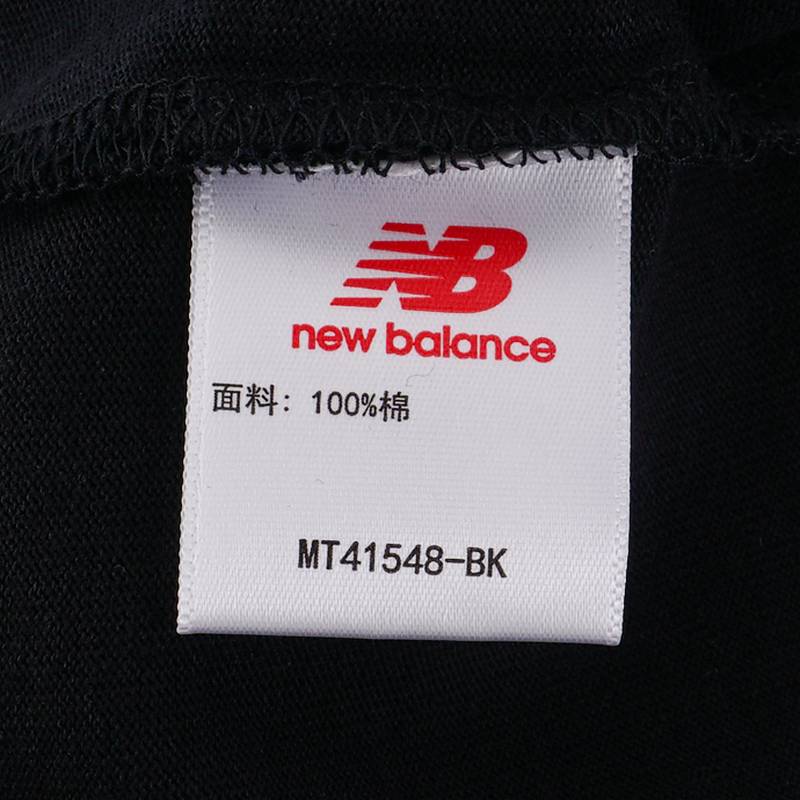 NB
new balance
面料：100%棉
MT41548-BK